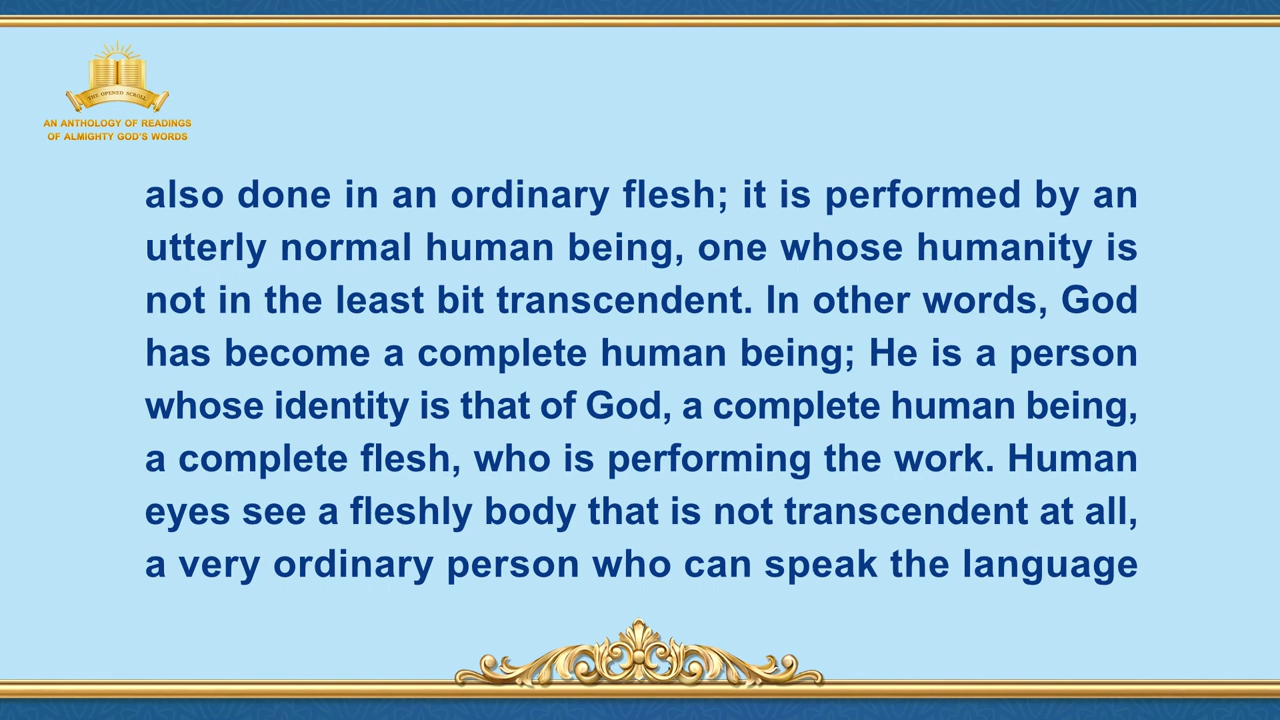 THE OPENED SCROLL
AN ANTHOLOGY OF READINGS
OF ALMIGHTY GOD'S WORDS
also done in an ordinary flesh; it is performed by an
utterly normal human being, one whose humanity is
not in the least bit transcendent. In other words, God
has become a complete human being; He is a person
whose identity is that of God, a complete human being,
a complete flesh, who is performing the work. Human
eyes see a fleshly body that is not transcendent at all,
a very ordinary person who can speak the language